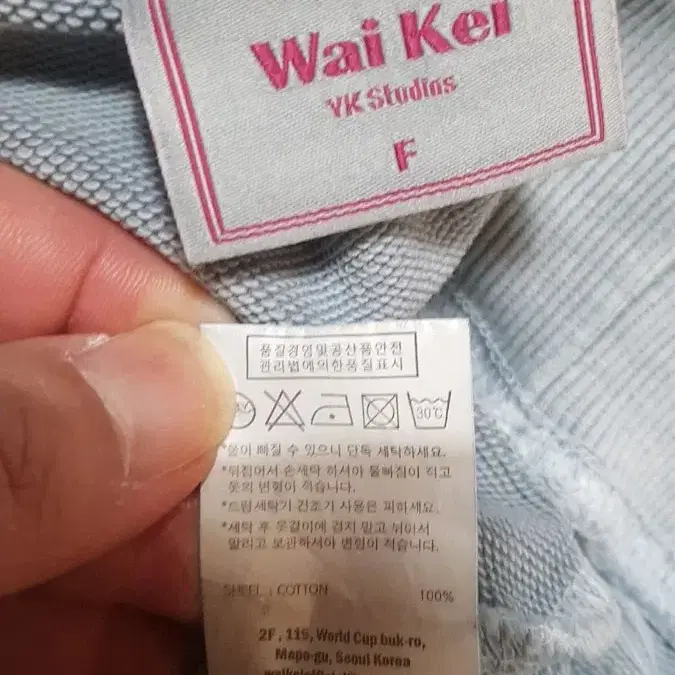 Wai Kei
YK Studios
F
품질경영및공산품안전
관리법에의한품질표시
30℃
*물이 빠질 수 있으니 단독 세탁하세요.
*뒤집어서 손세탁 하셔야 물빠짐이 적고
옷의 변형이 적습니다.
*드럼세탁기 건조기 사용은 피하세요.
*세탁 후 옷걸이에 걸지 말고 뉘어서
말리고 보관하셔야 변형이 적습니다.
SHEEL : COTTON 100%
2F, 115, World Cup buk-ro,
Mapo-gu, Seoul Korea